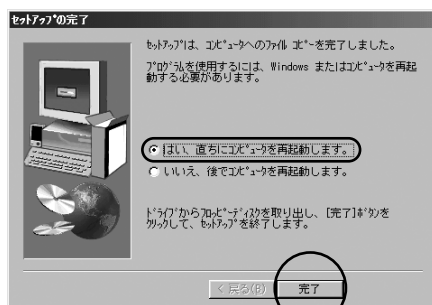 ｾｯﾄｱｯﾌﾟの完了
ｾｯﾄｱｯﾌﾟは、ｺﾝﾋﾟｭｰﾀへのﾌｧｲﾙ ｺﾋﾟｰを完了しました。
ﾌﾟﾛｸﾞﾗﾑを使用するには、Windows またはｺﾝﾋﾟｭｰﾀを再起
動する必要があります。
はい、直ちにｺﾝﾋﾟｭｰﾀを再起動します。
いいえ、後でｺﾝﾋﾟｭｰﾀを再起動します。
ﾄﾞﾗｲﾌﾞからﾌﾛｯﾋﾟｰﾃﾞｨｽｸを取り出し、[完了]ﾎﾞﾀﾝを
ｸﾘｯｸして、ｾｯﾄｱｯﾌﾟを終了します。
< 戻る(B)
完了